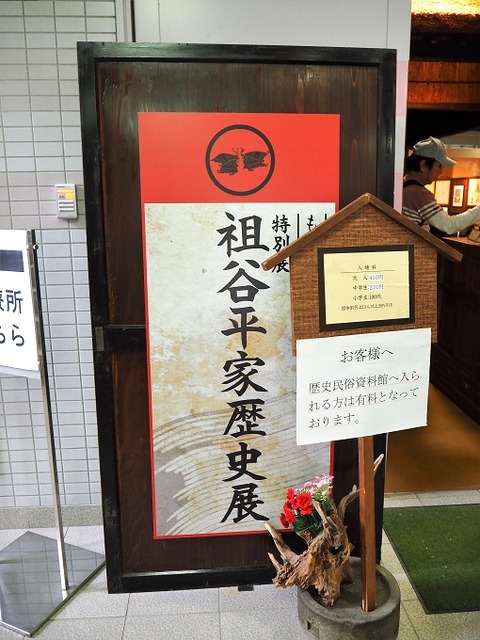 特別展
祖谷平家歴史展
入場料
大人 410円
中学生 200円
小学生 100円
お客様へ
歴史民俗資料館へ入ら
れる方は有料となって
おります。